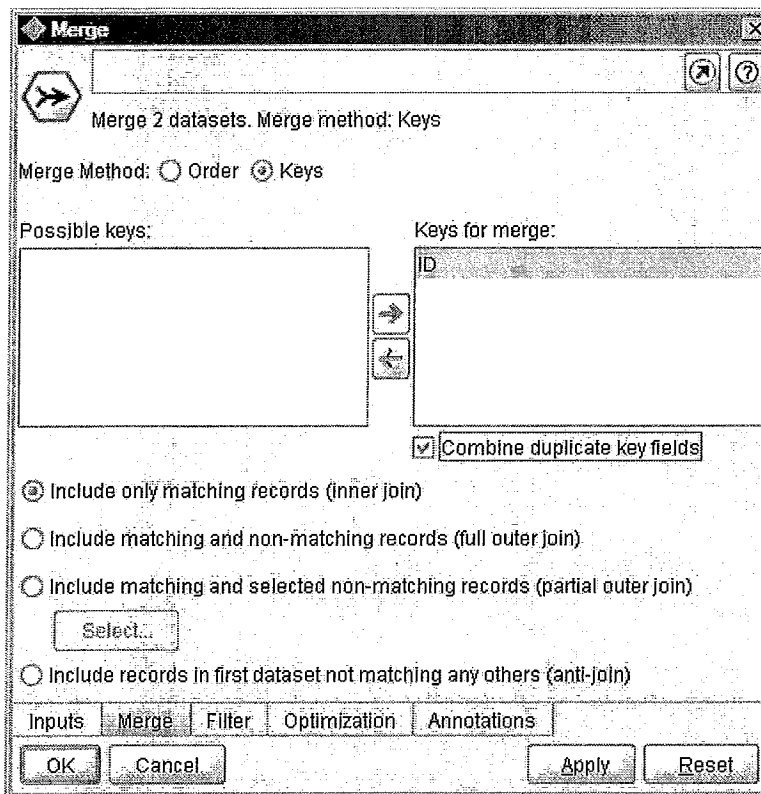 Merge
Merge 2 datasets. Merge method: Keys
Merge Method: Order Keys
Possible keys:
Keys for merge:
ID
Combine duplicate key fields
Include only matching records (inner join)
Include matching and non-matching records (full outer join)
Include matching and selected non-matching records (partial outer join)
Select...
Include records in first dataset not matching any others (anti-join)
Inputs Merge Filter Optimization Annotations
OK Cancel Apply Reset